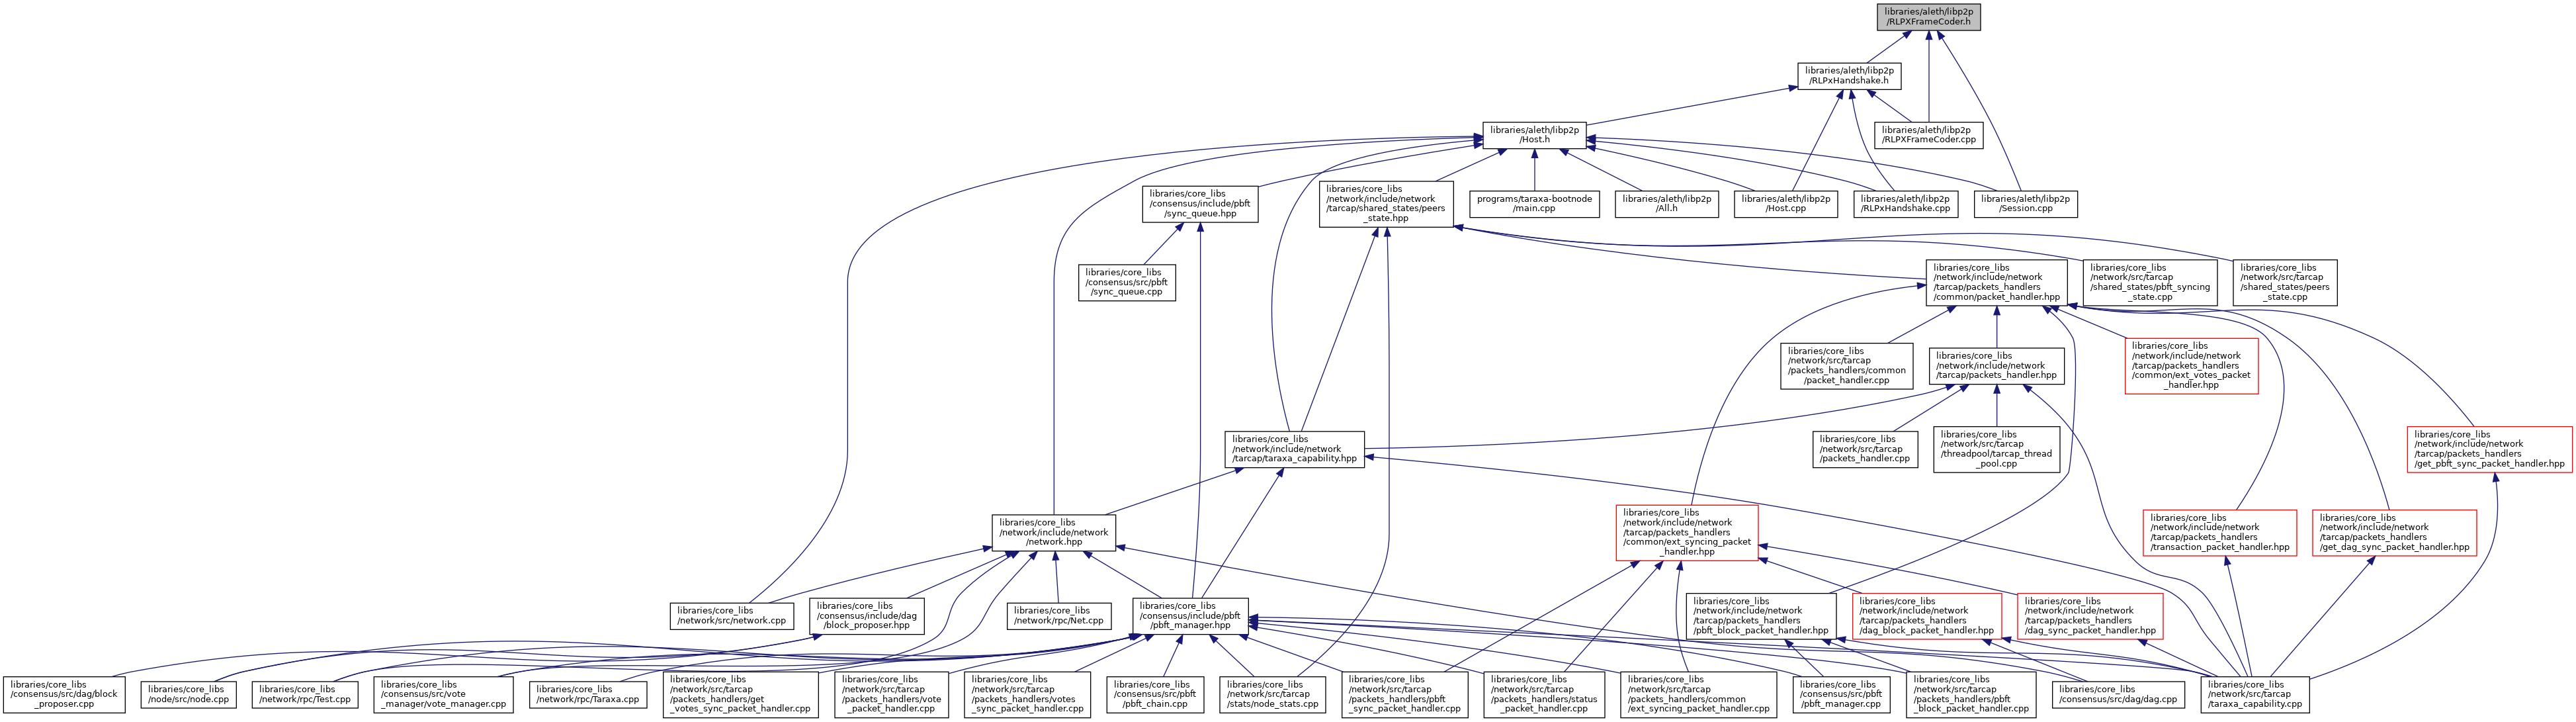 libraries/aleth/libp2p
/RLPXFrameCoder.h
libraries/aleth/libp2p
/RLPxHandshake.h
libraries/aleth/libp2p
/Host.h
libraries/aleth/libp2p
/RLPXFrameCoder.cpp
libraries/core_libs
/consensus/include/pbft
/sync_queue.hpp
libraries/core_libs
/network/include/network
/tarcap/shared_states/peers
_state.hpp
programs/taraxa-bootnode
/main.cpp
libraries/aleth/libp2p
/All.h
libraries/aleth/libp2p
/Host.cpp
libraries/aleth/libp2p
/RLPxHandshake.cpp
libraries/aleth/libp2p
/Session.cpp
libraries/core_libs
/consensus/src/pbft
/sync_queue.cpp
libraries/core_libs
/network/include/network
/tarcap/packets_handlers
/common/packet_handler.hpp
libraries/core_libs
/network/src/tarcap
/shared_states/pbft_syncing
_state.cpp
libraries/core_libs
/network/src/tarcap
/shared_states/peers
_state.cpp
libraries/core_libs
/network/src/tarcap
/packets_handlers/common
/packet_handler.cpp
libraries/core_libs
/network/include/network
/tarcap/packets_handler.hpp
libraries/core_libs
/network/include/network
/tarcap/packets_handlers
/common/ext_votes_packet
_handler.hpp
libraries/core_libs
/network/include/network
/tarcap/taraxa_capability.hpp
libraries/core_libs
/network/src/tarcap
/packets_handler.cpp
libraries/core_libs
/network/src/tarcap
/threadpool/tarcap_thread
_pool.cpp
libraries/core_libs
/network/include/network
/tarcap/packets_handlers
/get_pbft_sync_packet_handler.hpp
libraries/core_libs
/network/include/network
/network.hpp
libraries/core_libs
/network/include/network
/tarcap/packets_handlers
/common/ext_syncing_packet
_handler.hpp
libraries/core_libs
/network/include/network
/tarcap/packets_handlers
/transaction_packet_handler.hpp
libraries/core_libs
/network/include/network
/tarcap/packets_handlers
/get_dag_sync_packet_handler.hpp
libraries/core_libs
/network/src/network.cpp
libraries/core_libs
/consensus/include/dag
/block_proposer.hpp
libraries/core_libs
/network/rpc/Net.cpp
libraries/core_libs
/consensus/include/pbft
/pbft_manager.hpp
libraries/core_libs
/network/include/network
/tarcap/packets_handlers
/pbft_block_packet_handler.hpp
libraries/core_libs
/network/include/network
/tarcap/packets_handlers
/dag_block_packet_handler.hpp
libraries/core_libs
/network/include/network
/tarcap/packets_handlers
/dag_sync_packet_handler.hpp
libraries/core_libs
/consensus/src/dag/block
_proposer.cpp
libraries/core_libs
/node/src/node.cpp
libraries/core_libs
/network/rpc/Test.cpp
libraries/core_libs
/consensus/src/vote
_manager/vote_manager.cpp
libraries/core_libs
/network/rpc/Taraxa.cpp
libraries/core_libs
/network/src/tarcap
/packets_handlers/get
_votes_sync_packet_handler.cpp
libraries/core_libs
/network/src/tarcap
/packets_handlers/vote
_packet_handler.cpp
libraries/core_libs
/network/src/tarcap
/packets_handlers/votes
_sync_packet_handler.cpp
libraries/core_libs
/consensus/src/pbft
/pbft_chain.cpp
libraries/core_libs
/network/src/tarcap
/stats/node_stats.cpp
libraries/core_libs
/network/src/tarcap
/packets_handlers/pbft
_sync_packet_handler.cpp
libraries/core_libs
/network/src/tarcap
/packets_handlers/status
_packet_handler.cpp
libraries/core_libs
/network/src/tarcap
/packets_handlers/common
/ext_syncing_packet_handler.cpp
libraries/core_libs
/consensus/src/pbft
/pbft_manager.cpp
libraries/core_libs
/network/src/tarcap
/packets_handlers/pbft
_block_packet_handler.cpp
libraries/core_libs
/consensus/src/dag/dag.cpp
libraries/core_libs
/network/src/tarcap
/taraxa_capability.cpp